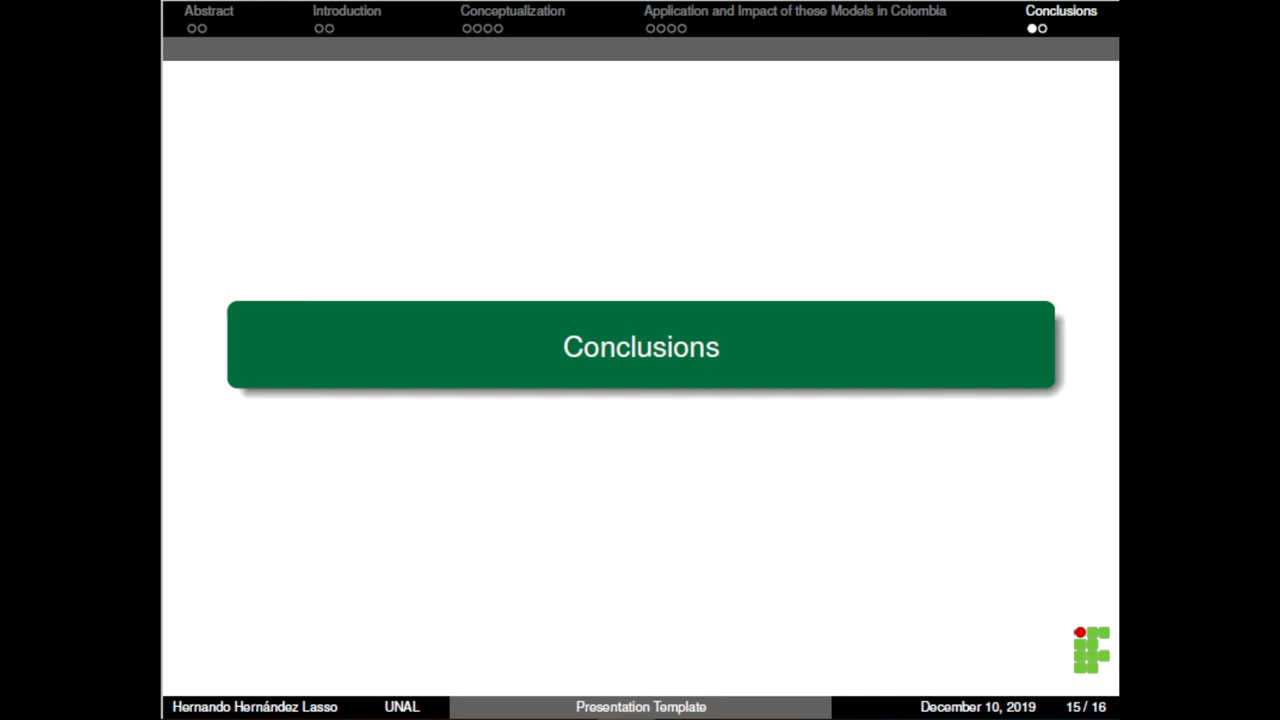 Abstract Introduction Conceptualization Application and Impact of these Models in Colombia Conclusions
Conclusions
Hernando Hernández Lasso UNAL Presentation Template December 10, 2019 15 / 16